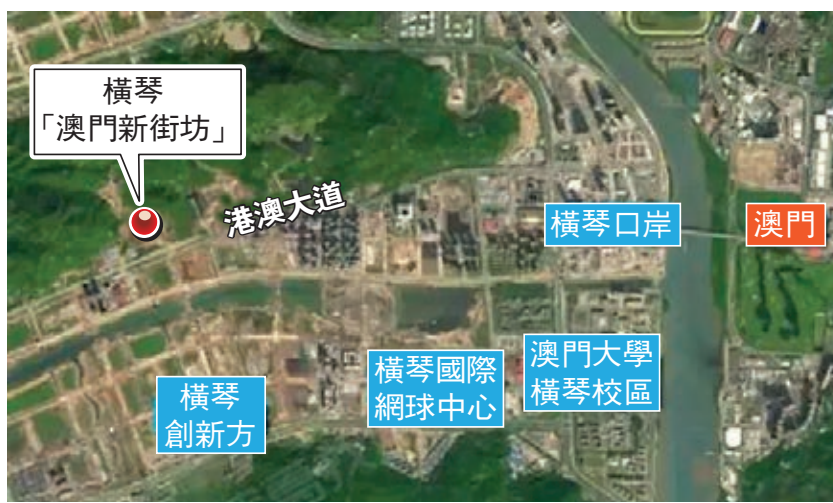 橫琴
「澳門新街坊」
港澳大道
橫琴口岸
澳門
橫琴國際
網球中心
澳門大學
橫琴校區
橫琴
創新方